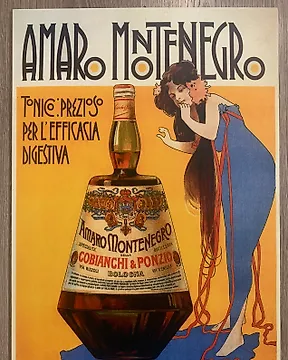 AMARO MONTENEGRO
TONICO: PREZIOSO
PER L'EFFICACIA
DIGESTIVA
AMARO MONTENEGRO
COBIANCHI & PONZIO
BOLOGNA